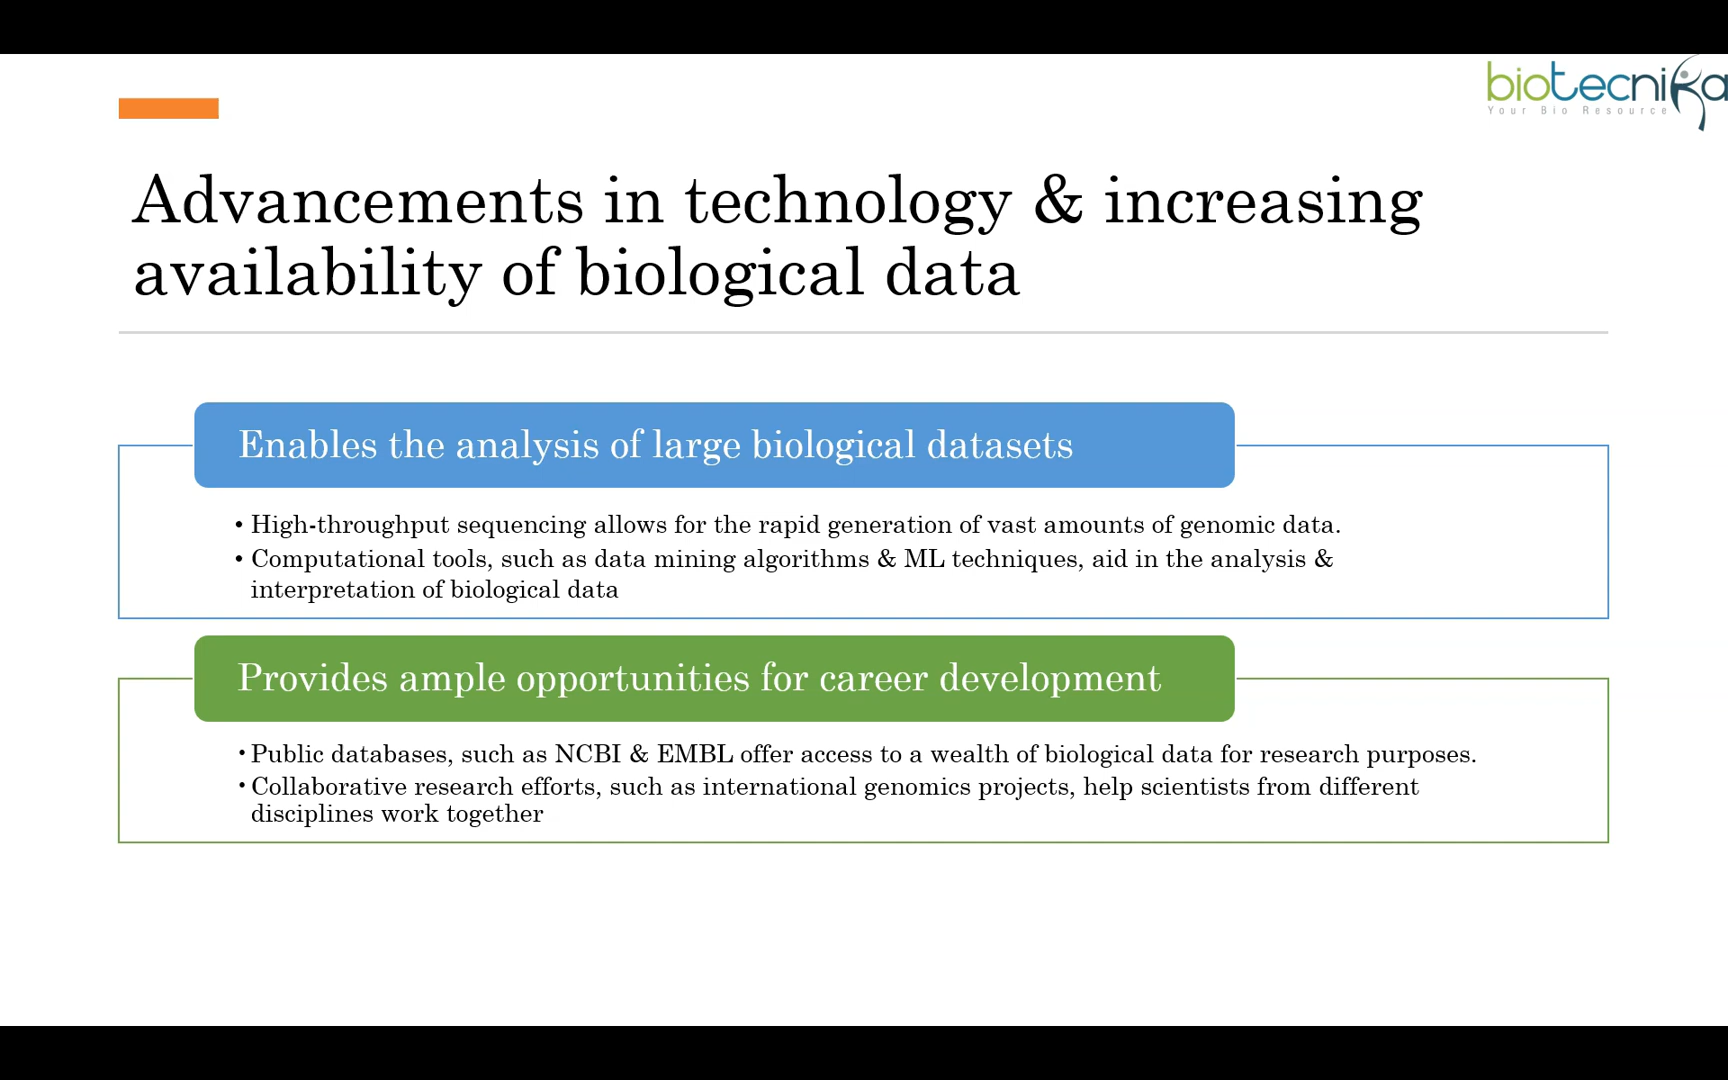 biotecnika
Your Bio Resource
Advancements in technology & increasing
availability of biological data
Enables the analysis of large biological datasets
• High-throughput sequencing allows for the rapid generation of vast amounts of genomic data.
• Computational tools, such as data mining algorithms & ML techniques, aid in the analysis &
interpretation of biological data
Provides ample opportunities for career development
• Public databases, such as NCBI & EMBL offer access to a wealth of biological data for research purposes.
• Collaborative research efforts, such as international genomics projects, help scientists from different
disciplines work together